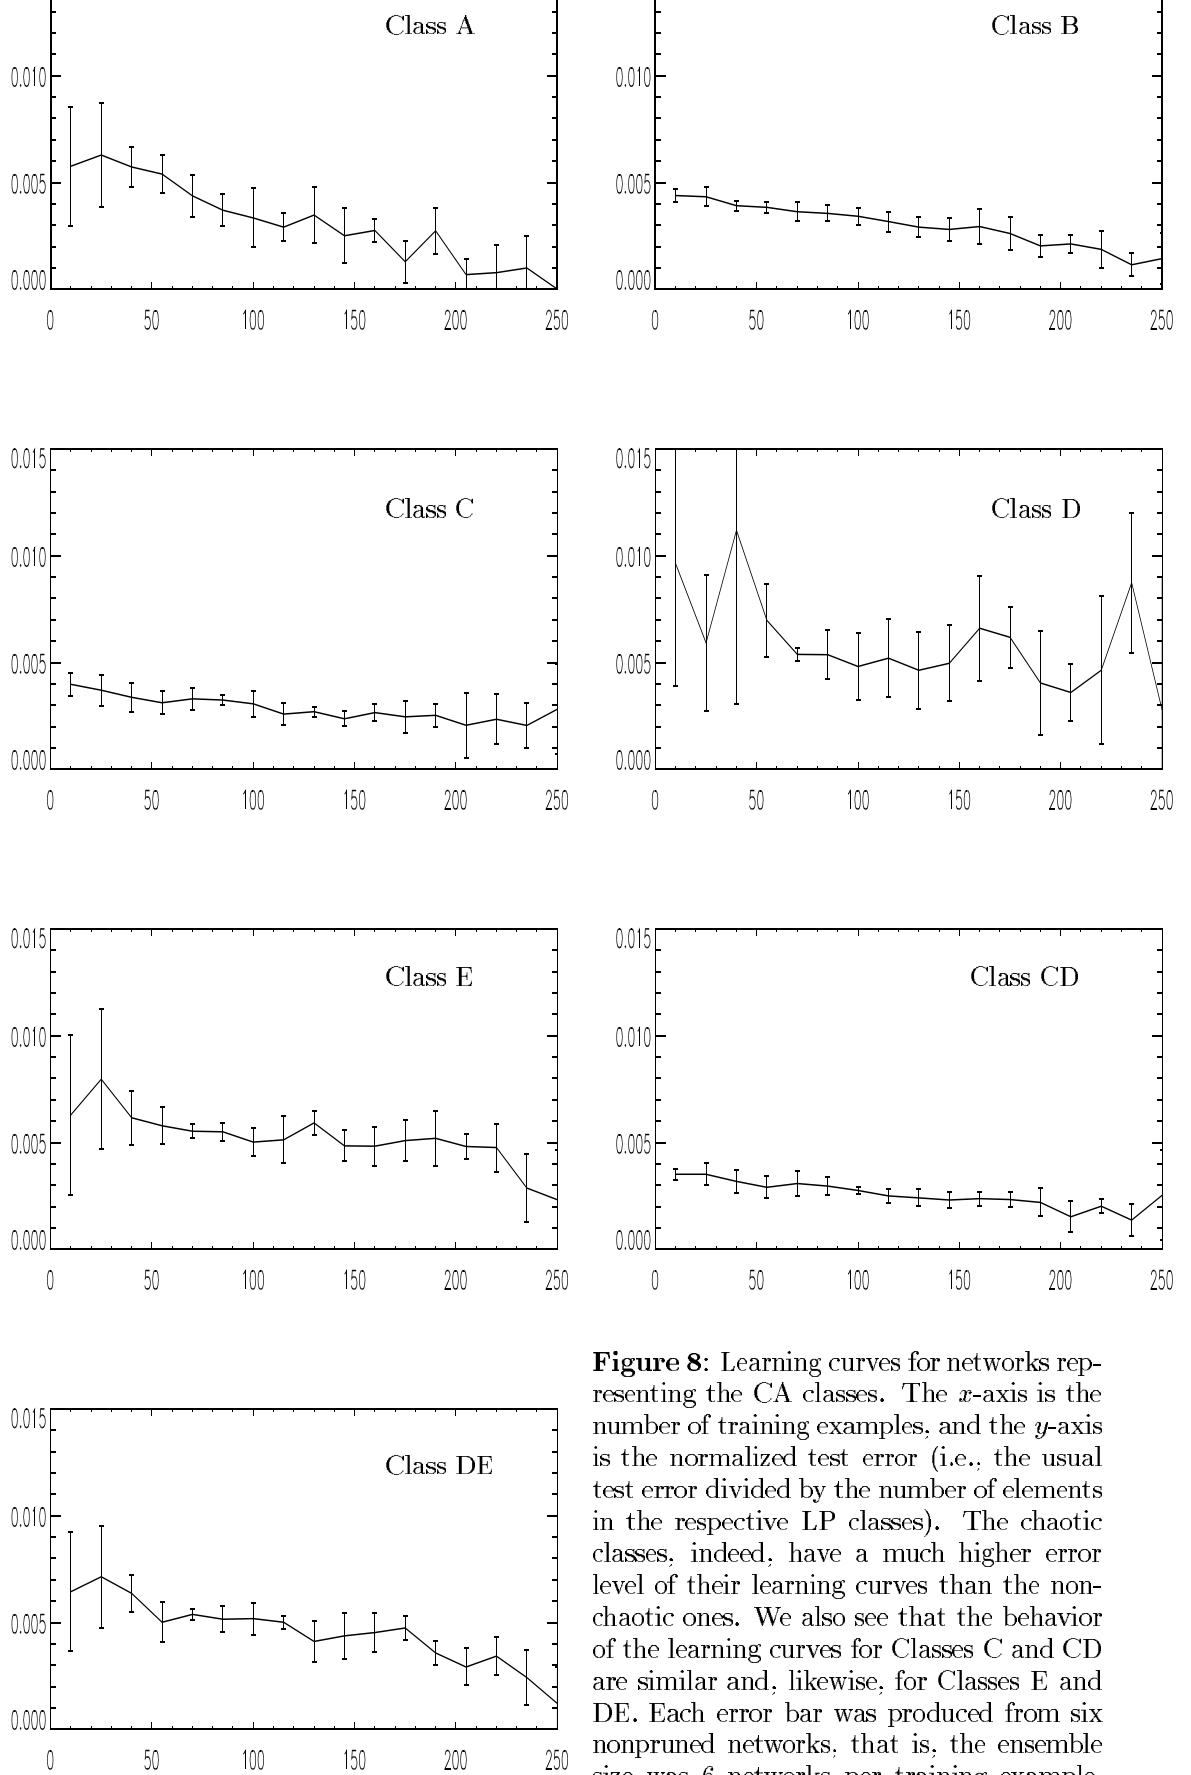 Class A
0.010
0.005
0.000
0 50 100 150 200 250
Class B
0.010
0.005
0.000
0 50 100 150 200 250
Class C
0.015
0.010
0.005
0.000
0 50 100 150 200 250
Class D
0.015
0.010
0.005
0.000
0 50 100 150 200 250
Class E
0.015
0.010
0.005
0.000
0 50 100 150 200 250
Class CD
0.015
0.010
0.005
0.000
0 50 100 150 200 250
Class DE
0.015
0.010
0.005
0.000
0 50 100 150 200 250
Figure 8: Learning curves for networks rep-
resenting the CA classes. The x-axis is the
number of training examples, and the y-axis
is the normalized test error (i.e., the usual
test error divided by the number of elements
in the respective LP classes). The chaotic
classes, indeed, have a much higher error
level of their learning curves than the non-
chaotic ones. We also see that the behavior
of the learning curves for Classes C and CD
are similar and, likewise, for Classes E and
DE. Each error bar was produced from six
nonpruned networks, that is, the ensemble
size was 6 networks per training example.